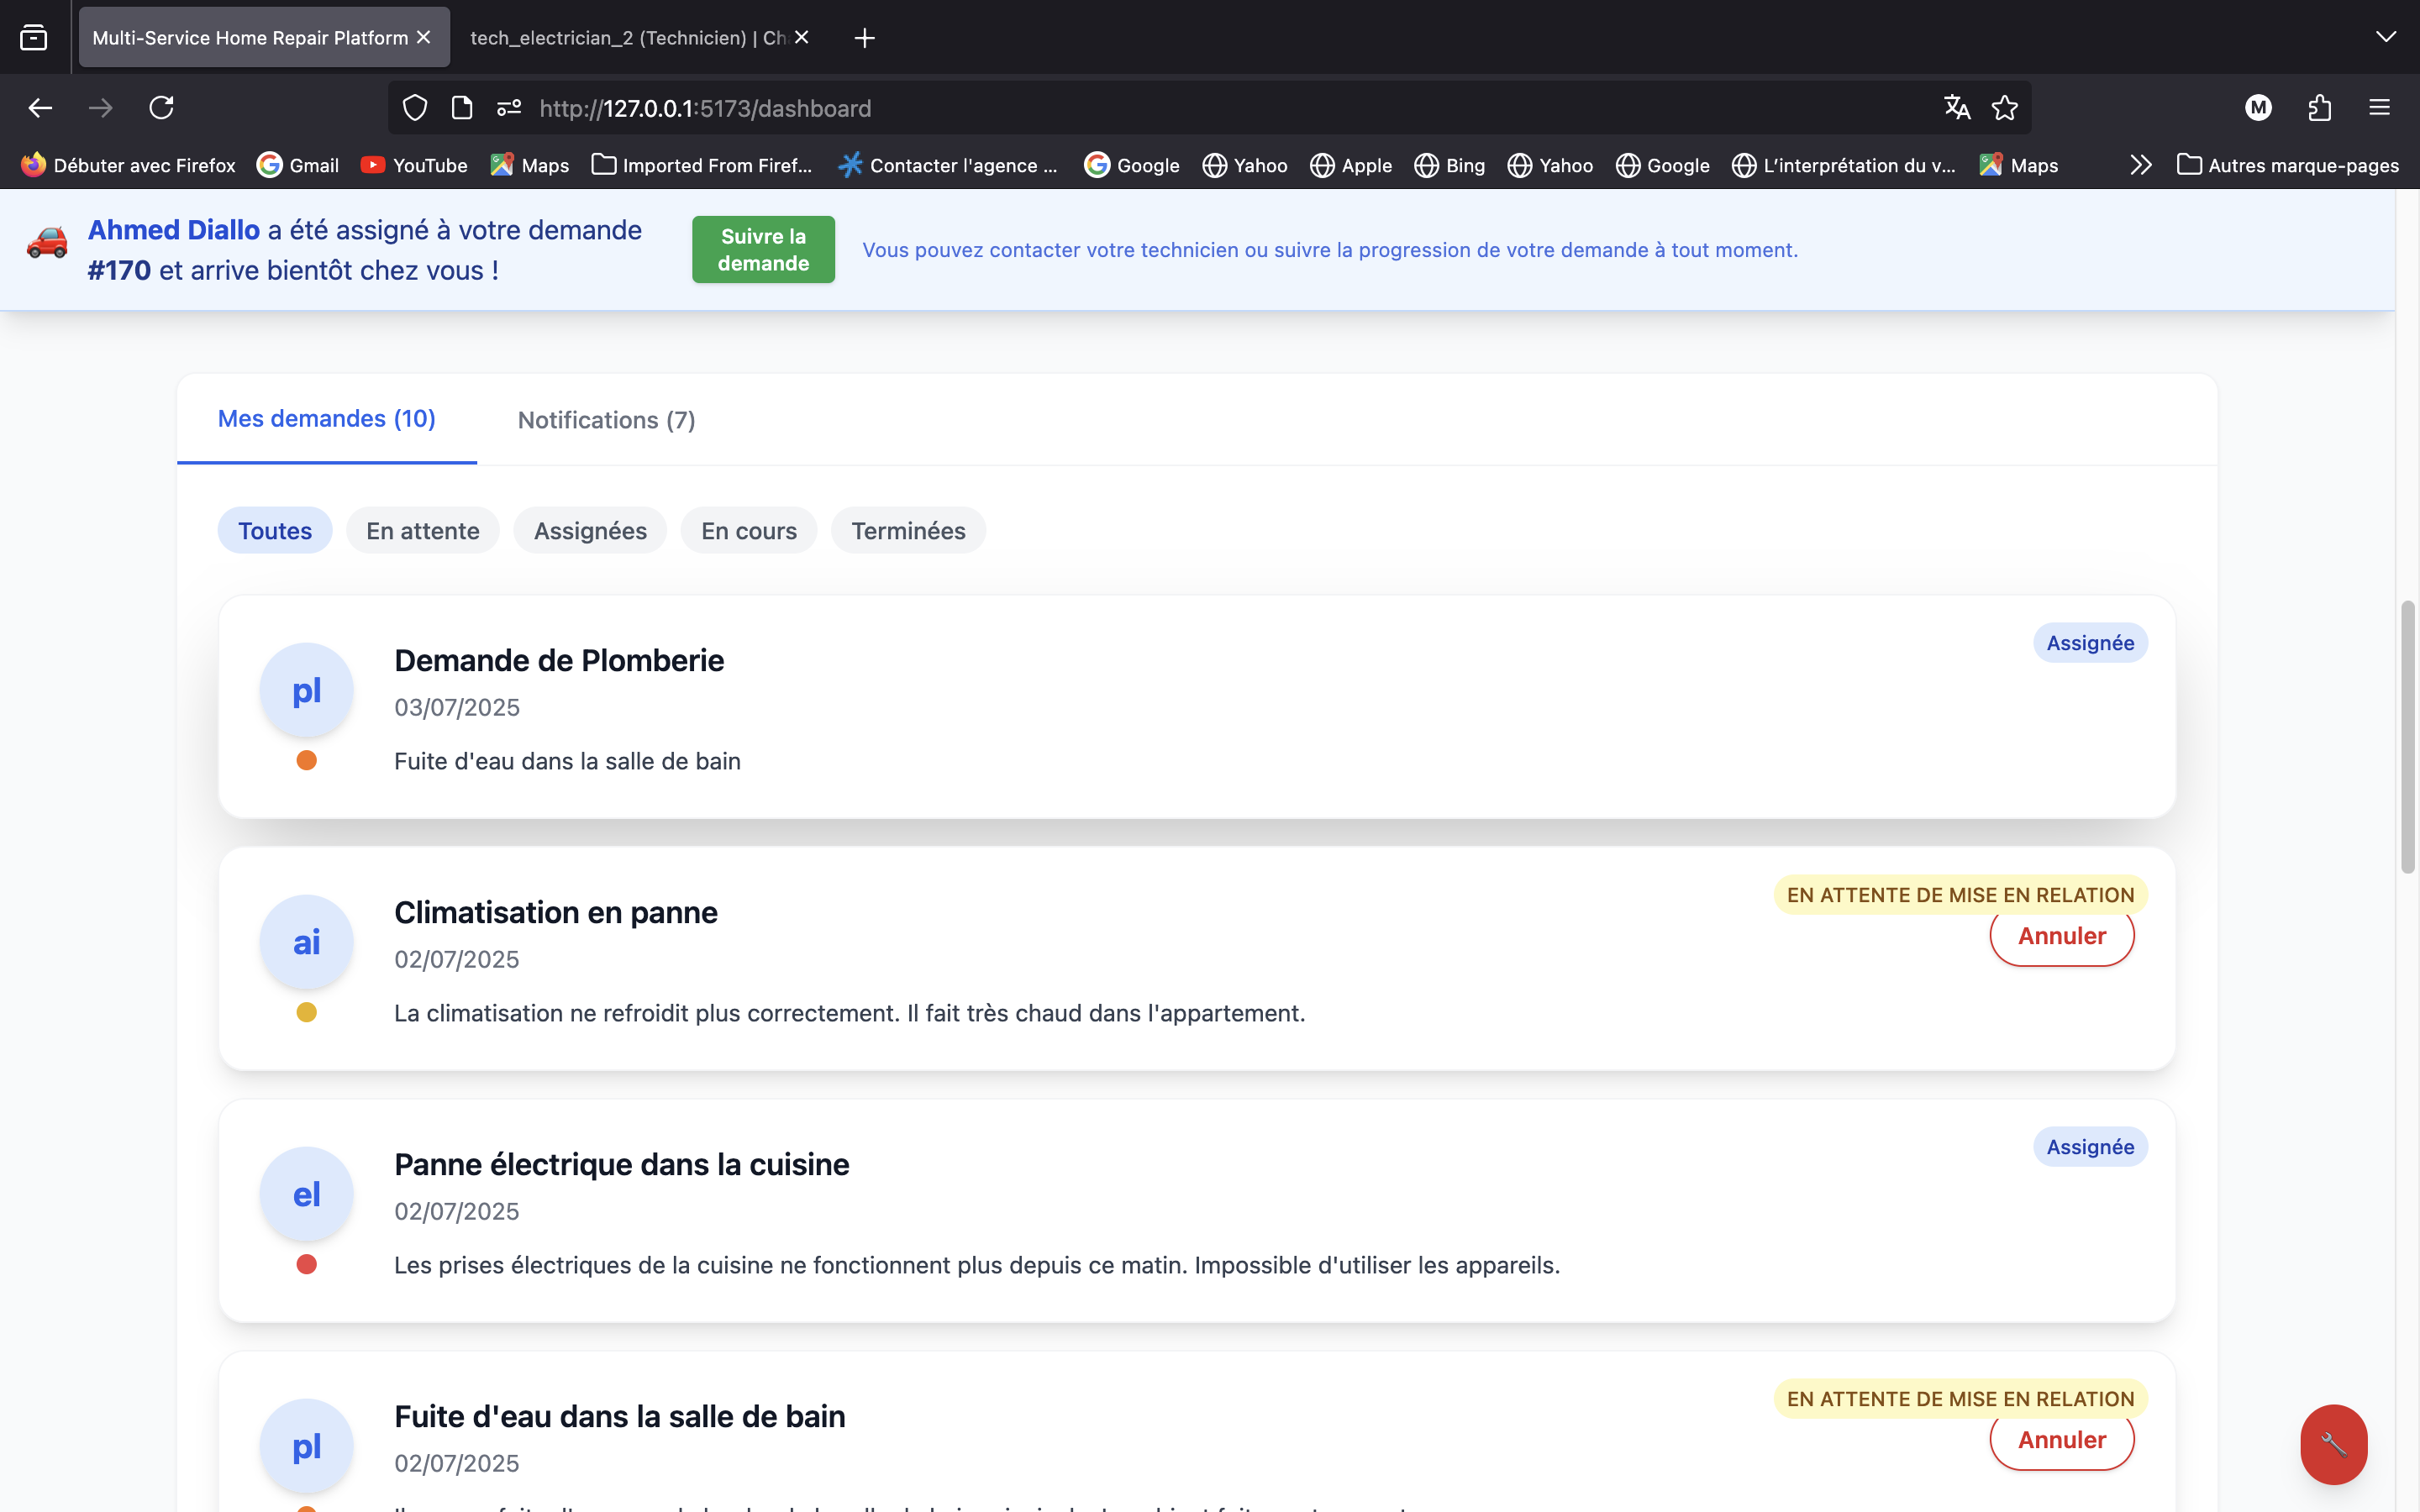 Multi-Service Home Repair Platform
tech_electrician_2 (Technicien) | Ch
http://127.0.0.1:5173/dashboard
M
Débuter avec Firefox
Gmail
YouTube
Maps
Imported From Firef...
Contacter l'agence ...
Google
Yahoo
Apple
Bing
Yahoo
Google
L'interprétation du v...
Maps
Autres marque-pages
Ahmed Diallo a été assigné à votre demande
#170 et arrive bientôt chez vous !
Suivre la
demande
Vous pouvez contacter votre technicien ou suivre la progression de votre demande à tout moment.
Mes demandes (10)
Notifications (7)
Toutes
En attente
Assignées
En cours
Terminées
pl
Demande de Plomberie
Assignée
03/07/2025
Fuite d'eau dans la salle de bain
ai
Climatisation en panne
EN ATTENTE DE MISE EN RELATION
Annuler
02/07/2025
La climatisation ne refroidit plus correctement. Il fait très chaud dans l'appartement.
el
Panne électrique dans la cuisine
Assignée
02/07/2025
Les prises électriques de la cuisine ne fonctionnent plus depuis ce matin. Impossible d'utiliser les appareils.
pl
Fuite d'eau dans la salle de bain
EN ATTENTE DE MISE EN RELATION
Annuler
02/07/2025